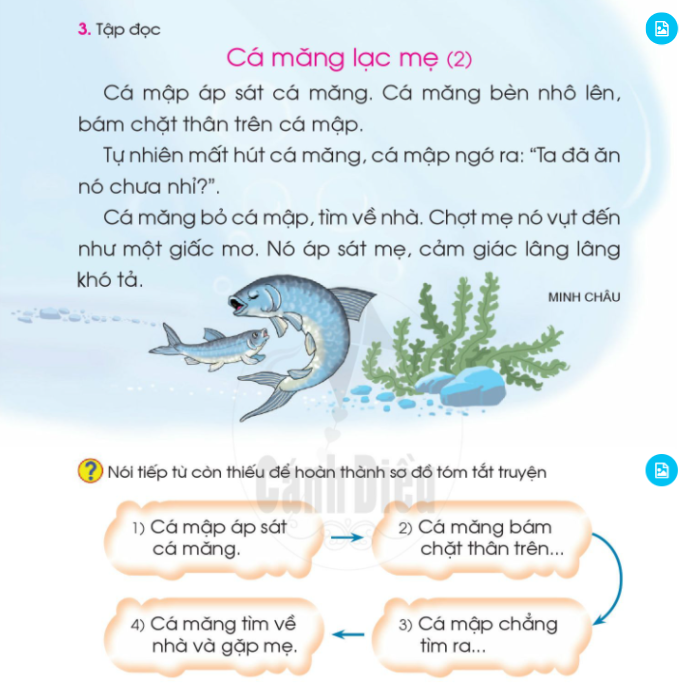 3. Tập đọc
Cá măng lạc mẹ (2)
Cá mập áp sát cá măng. Cá măng bèn nhô lên,
bám chặt thân trên cá mập.
Tự nhiên mất hút cá măng, cá mập ngớ ra: “Ta đã ăn
nó chưa nhỉ?”.
Cá măng bỏ cá mập, tìm về nhà. Chợt mẹ nó vụt đến
như một giấc mơ. Nó áp sát mẹ, cảm giác lâng lâng
khó tả.
MINH CHÂU
? Nói tiếp từ còn thiếu để hoàn thành sơ đồ tóm tắt truyện
Cánh Diều
1) Cá mập áp sát
cá măng.
2) Cá măng bám
chặt thân trên...
3) Cá mập chẳng
tìm ra...
4) Cá măng tìm về
nhà và gặp mẹ.